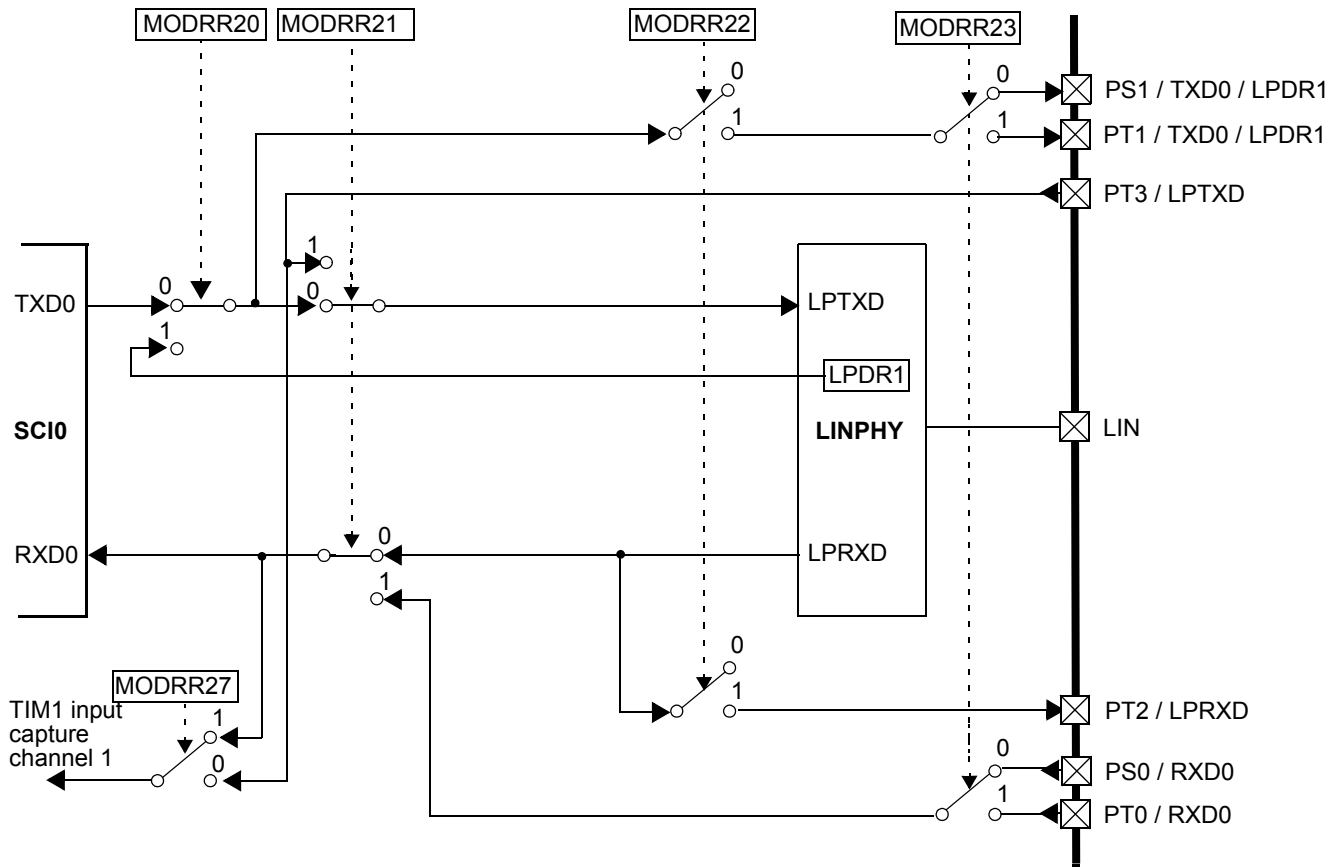 MODRR20
MODRR21
MODRR22
MODRR23
0
0
PS1 / TXD0 / LPDR1
1
1
PT1 / TXD0 / LPDR1
PT3 / LPTXD
1
0
0
TXD0
LPTXD
1
LPDR1
SCI0
LINPHY
LIN
0
RXD0
LPRXD
1
0
MODRR27
1
PT2 / LPRXD
TIM1 input
capture
channel 1
1
0
0
PS0 / RXD0
1
PT0 / RXD0